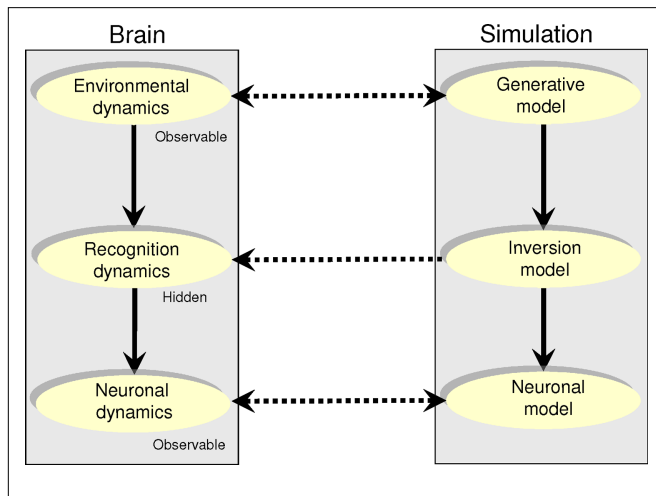 Brain
Simulation
Environmental
dynamics
Observable
Generative
model
Recognition
dynamics
Hidden
Inversion
model
Neuronal
dynamics
Observable
Neuronal
model